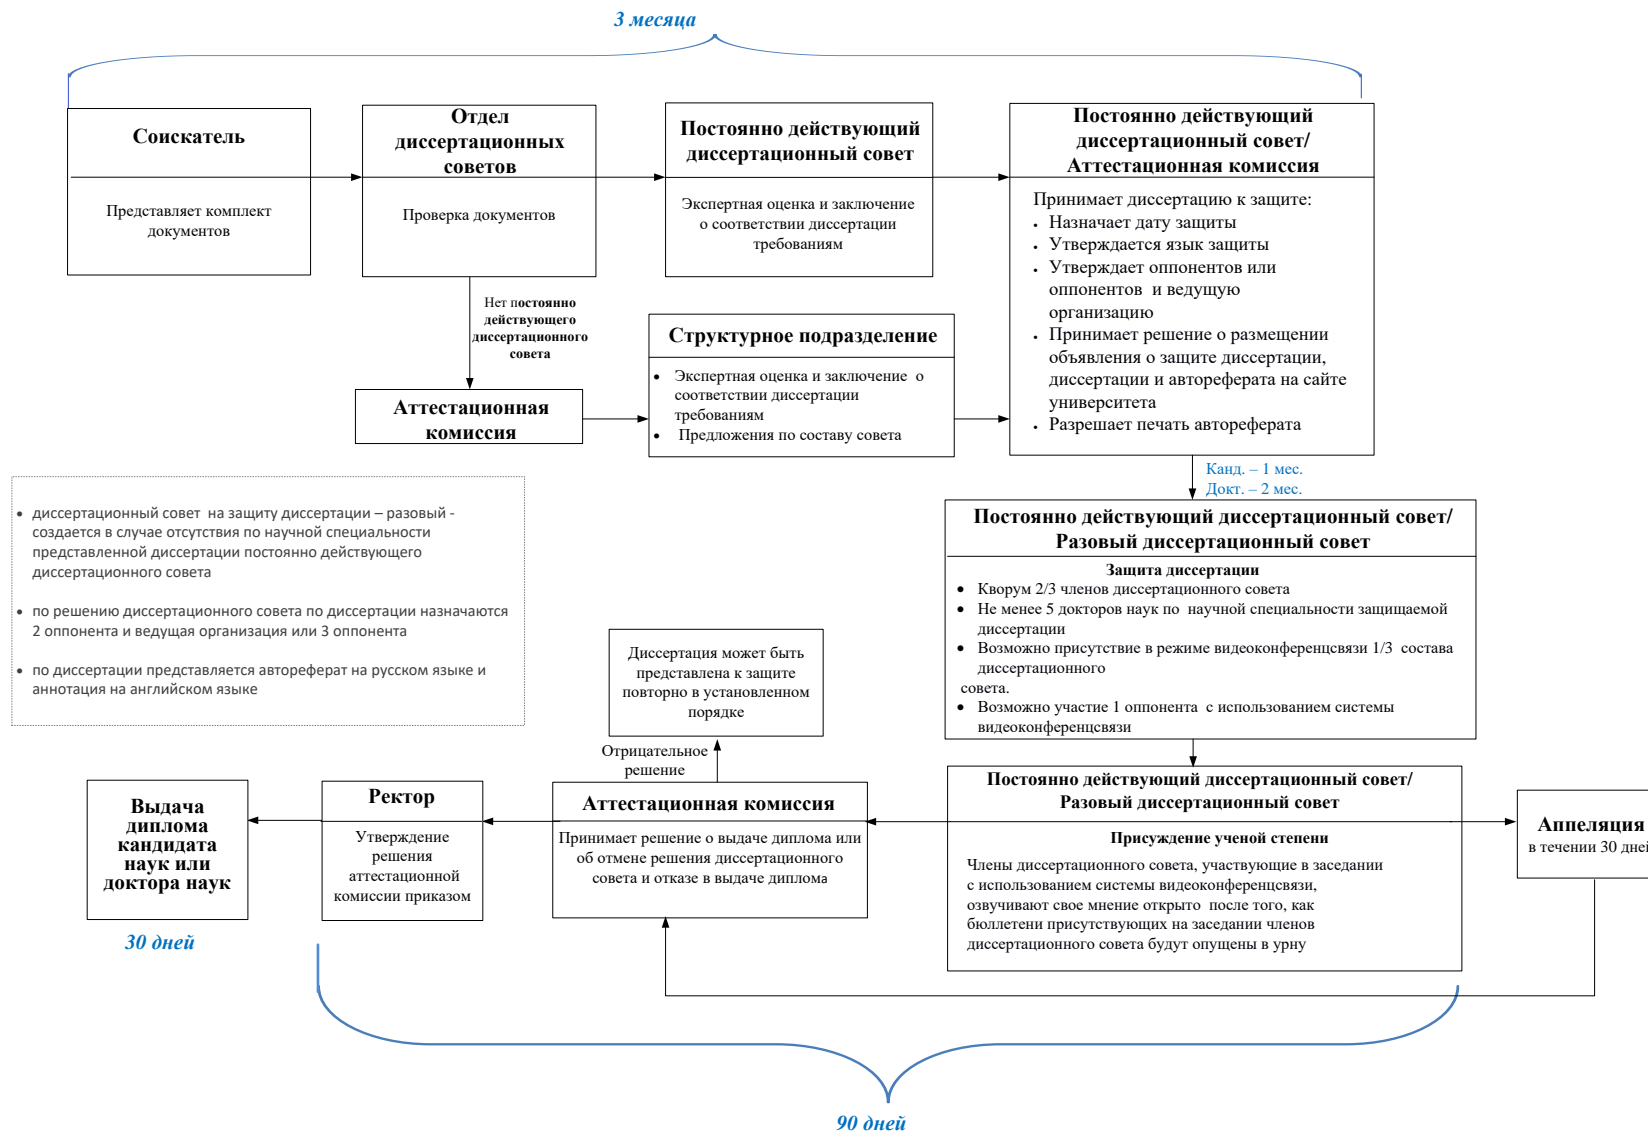 3 месяца
Соискатель
Представляет комплект
документов
Отдел
диссертационных
советов
Проверка документов
Постоянно действующий
диссертационный совет
Экспертная оценка и заключение
о соответствии диссертации
требованиям
Постоянно действующий
диссертационный совет/
Аттестационная комиссия
Принимает диссертацию к защите:
• Назначает дату защиты
• Утверждается язык защиты
• Утверждает оппонентов или
оппонентов и ведущую
организацию
• Принимает решение о размещении
объявления о защите диссертации,
диссертации и автореферата на сайте
университета
• Разрешает печать автореферата
Нет постоянно
действующего
диссертационного
совета
Аттестационная
комиссия
Структурное подразделение
• Экспертная оценка и заключение о
соответствии диссертации
требованиям
• Предложения по составу совета
Канд. – 1 мес.
Докт. – 2 мес.
• диссертационный совет на защиту диссертации – разовый -
создается в случае отсутствия по научной специальности
представленной диссертации постоянно действующего
диссертационного совета
• по решению диссертационного совета по диссертации назначаются
2 оппонента и ведущая организация или 3 оппонента
• по диссертации представляется автореферат на русском языке и
аннотация на английском языке
Постоянно действующий диссертационный совет/
Разовый диссертационный совет
Защита диссертации
• Кворум 2/3 членов диссертационного совета
• Не менее 5 докторов наук по научной специальности защищаемой
диссертации
• Возможно присутствие в режиме видеоконференцсвязи 1/3 состава
диссертационного
совета.
• Возможно участие 1 оппонента с использованием системы
видеоконференцсвязи
Диссертация может быть
представлена к защите
повторно в установленном
порядке
Отрицательное
решение
Постоянно действующий диссертационный совет/
Разовый диссертационный совет
Присуждение ученой степени
Члены диссертационного совета, участвующие в заседании
с использованием системы видеоконференцсвязи,
озвучивают свое мнение открыто после того, как
бюллетени присутствующих на заседании членов
диссертационного совета будут опущены в урну
Аппеляция
в течении 30 дней
Аттестационная комиссия
Принимает решение о выдаче диплома или
об отмене решения диссертационного
совета и отказе в выдаче диплома
Ректор
Утверждение
решения
аттестационной
комиссии приказом
Выдача
диплома
кандидата
наук или
доктора наук
30 дней
90 дней